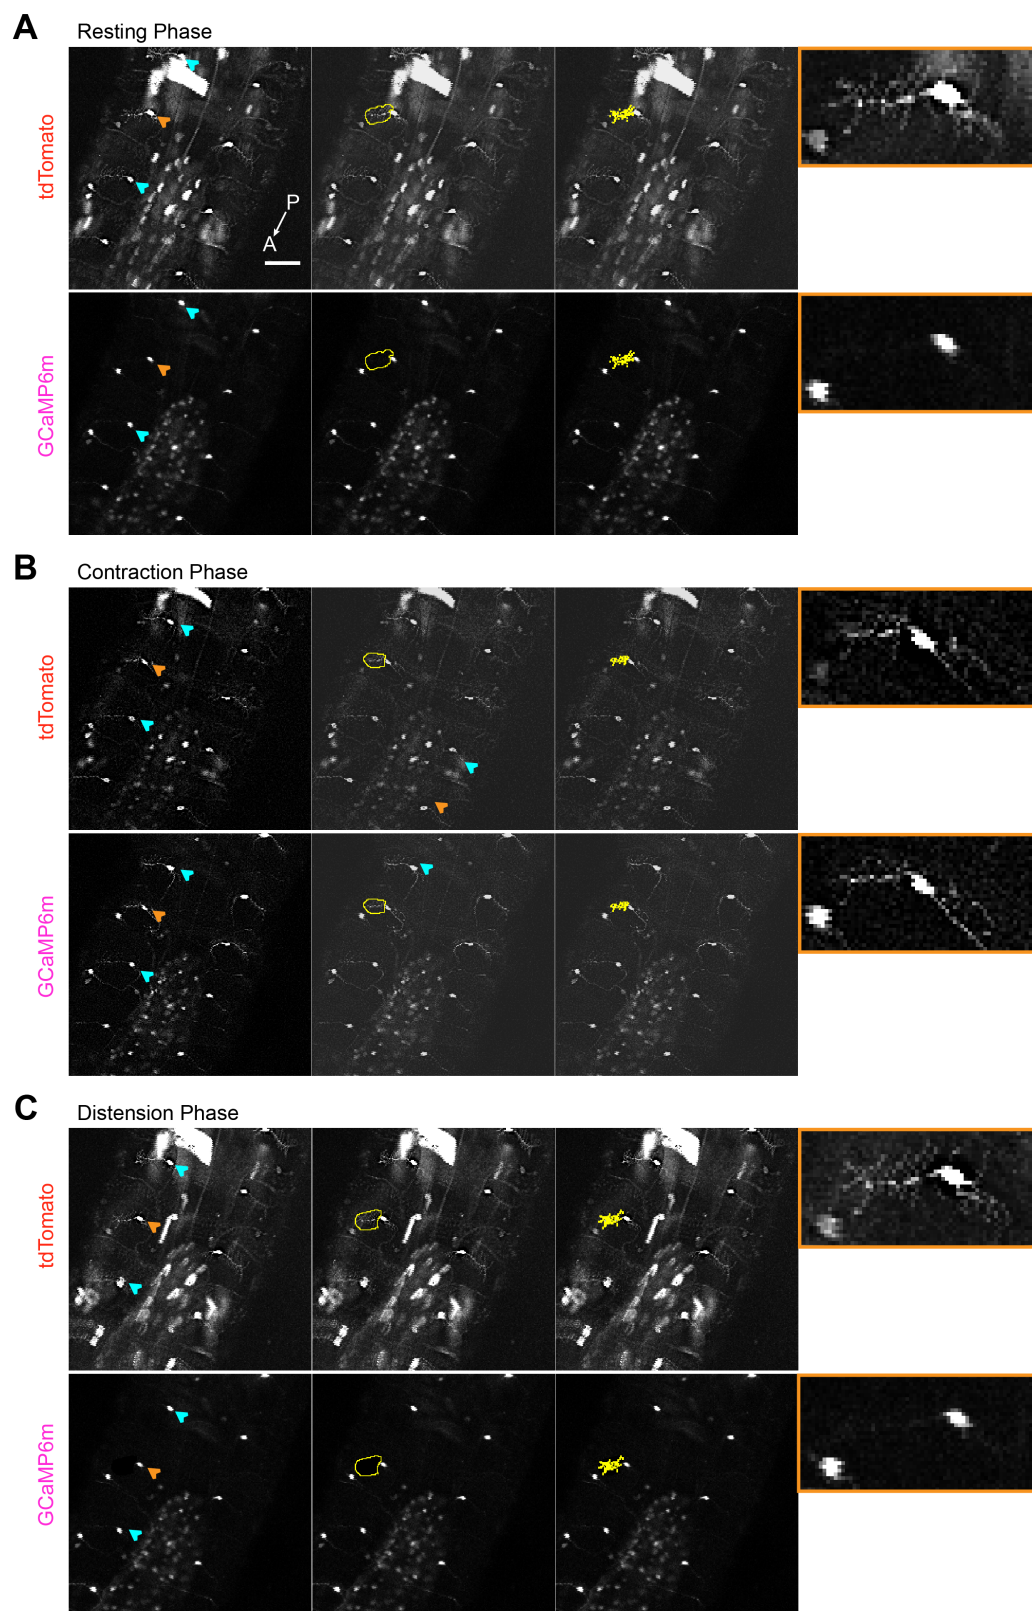 A
Resting Phase
tdTomato
P
A
GCaMP6m
B
Contraction Phase
tdTomato
GCaMP6m
C
Distension Phase
tdTomato
GCaMP6m